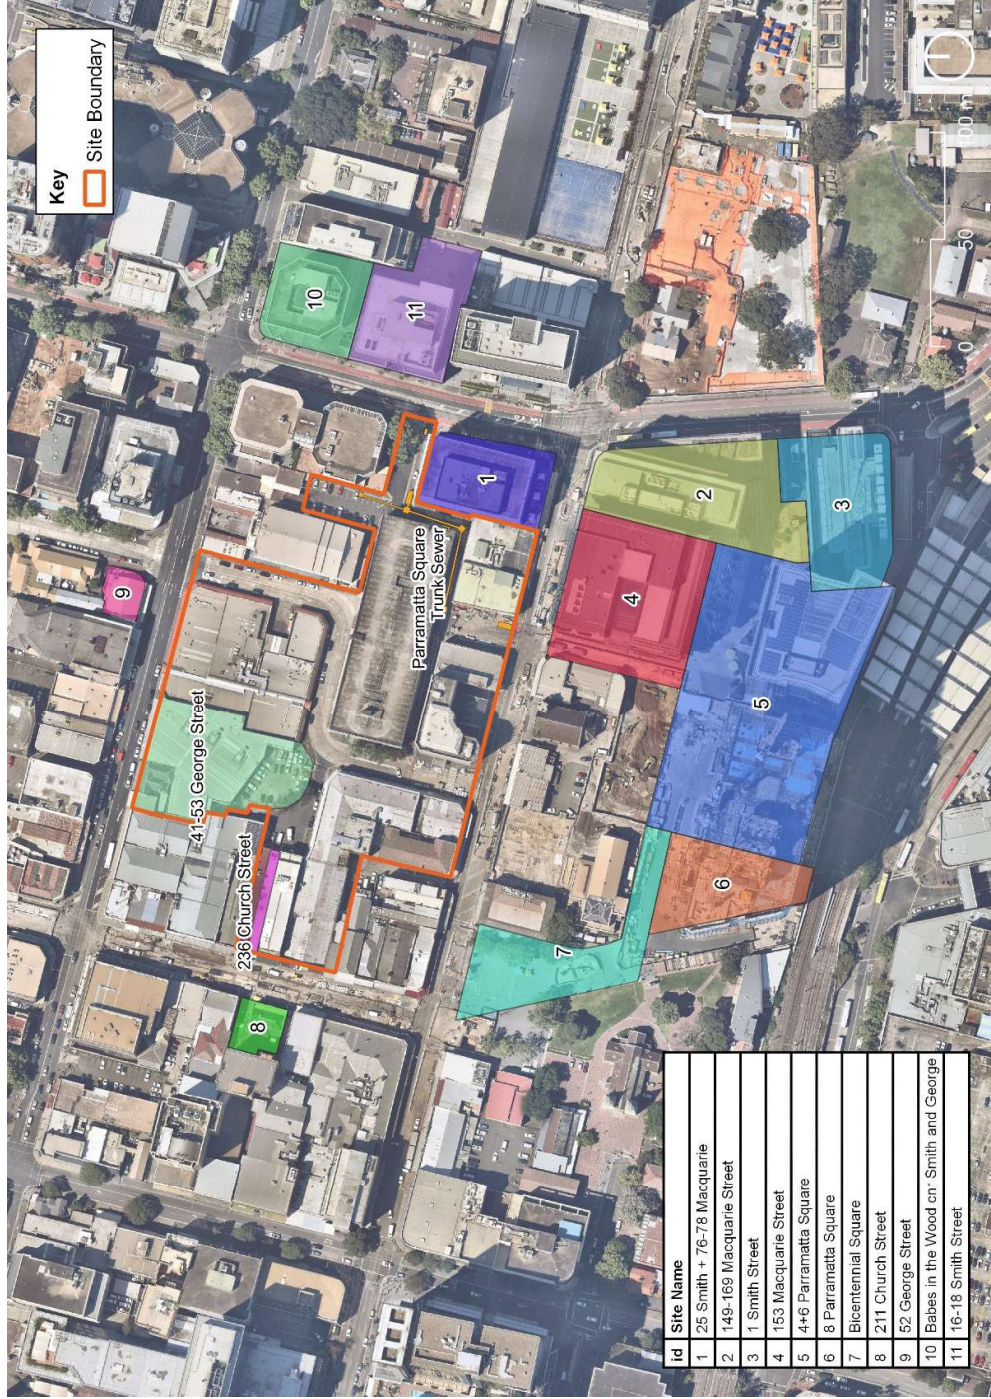 Key
Site Boundary
10
11
9
1
Parramatta Square
Trunk Sewer
41-53 George Street
236 Church Street
2
3
4
5
6
7
8
0 50 100 m
id Site Name
1 25 Smith + 76-78 Macquarie
2 149-169 Macquarie Street
3 1 Smith Street
4 153 Macquarie Street
5 4+6 Parramatta Square
6 8 Parramatta Square
7 Bicentennial Square
8 211 Church Street
9 52 George Street
10 Babes in the Wood cn Smith and George
11 16-18 Smith Street